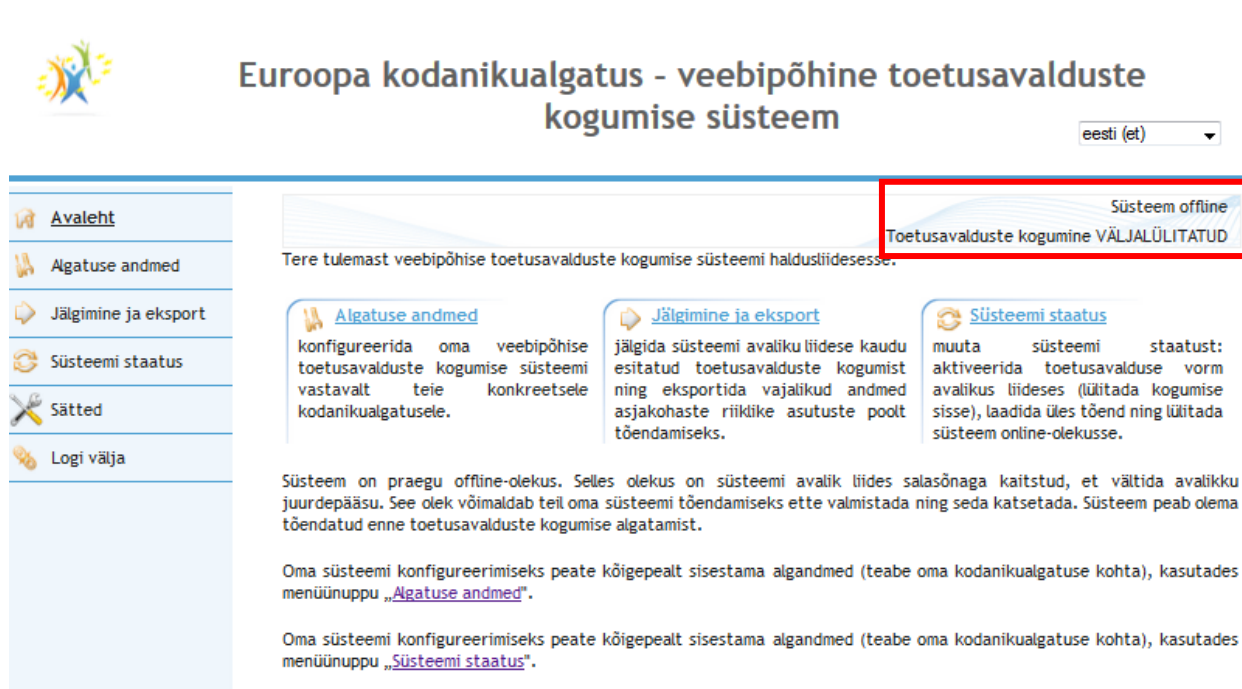 Euroopa kodanikualgatus - veebipõhine toetusavalduste
kogumise süsteem
eesti (et)
Avaleht
Algatuse andmed
Jälgimine ja eksport
Süsteemi staatus
Sätted
Logi välja
Süsteem offline
Toetusavalduste kogumine VÄLJALÜLITATUD
Tere tulemast veebipõhise toetusavalduste kogumise süsteemi haldusliidesesse.
Algatuse andmed
konfigureerida oma veebipõhise
toetusavalduste kogumise süsteemi
vastavalt teie konkreetsele
kodanikualgatusele.
Jälgimine ja eksport
jälgida süsteemi avaliku liidese kaudu
esitatud toetusavalduste kogumist
ning eksportida vajalikud andmed
asjakohaste riiklike asutuste poolt
tõendamiseks.
Süsteemi staatus
muuta süsteemi staatust:
aktiveerida toetusavalduse vorm
avalikus liideses (lülitada kogumise
sisse), laadida üles tõend ning lülitada
süsteem online-olekusse.
Süsteem on praegu offline-olekus. Selles olekus on süsteemi avalik liides salasõnaga kaitstud, et vältida avalikku
juurdepääsu. See olek võimaldab teil oma süsteemi tõendamiseks ette valmistada ning seda katsetada. Süsteem peab olema
tõendatud enne toetusavalduste kogumise algatamist.
Oma süsteemi konfigureerimiseks peate kõigepealt sisestama algandmed (teabe oma kodanikualgatuse kohta), kasutades
menüünuppu „Algatuse andmed".
Oma süsteemi konfigureerimiseks peate kõigepealt sisestama algandmed (teabe oma kodanikualgatuse kohta), kasutades
menüünuppu „Süsteemi staatus".